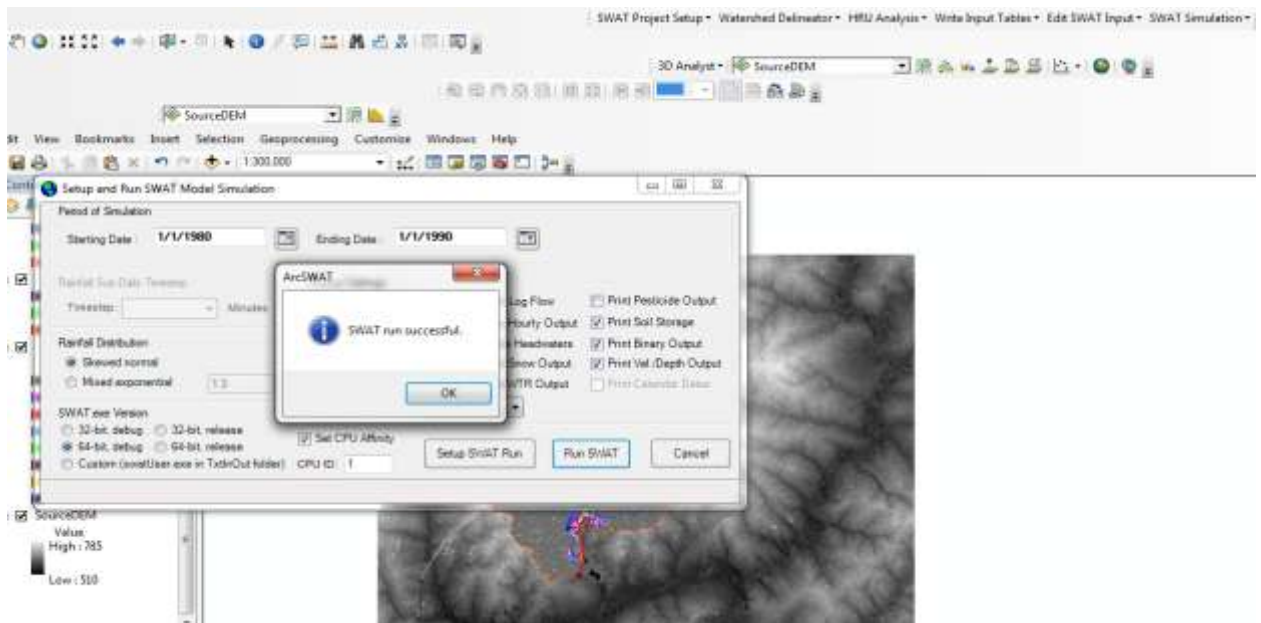 SWAT Project Setup Watershed Delineator HRU Analysis Write Input Tables Edit SWAT Input SWAT Simulation
3D Analyst SourceDEM
SourceDEM
View Bookmarks Insert Selection Geoprocessing Customize Windows Help
1:300.000
Setup and Run SWAT Model Simulation
Period of Simulation
Starting Date : 1/1/1980 Ending Date : 1/1/1990
ArcSWAT
SWAT run successful.
OK
Timestep: Minutes
Log Flow Print Pesticide Output
Hourly Output Print Soil Storage
Rainfall Distribution
Headwaters Print Binary Output
Skewed normal
Snow Output Print Vel./Depth Output
Mixed exponential 1.3
WTR Output Print Calendar Dates
SWAT.exe Version
32-bit, debug 32-bit, release
64-bit, debug 64-bit, release
Custom (swatUser.exe in TxtInOut folder)
Set CPU Affinity
CPU ID: 1
Setup SWAT Run Run SWAT Cancel
SourceDEM
Value
High : 785
Low : 510